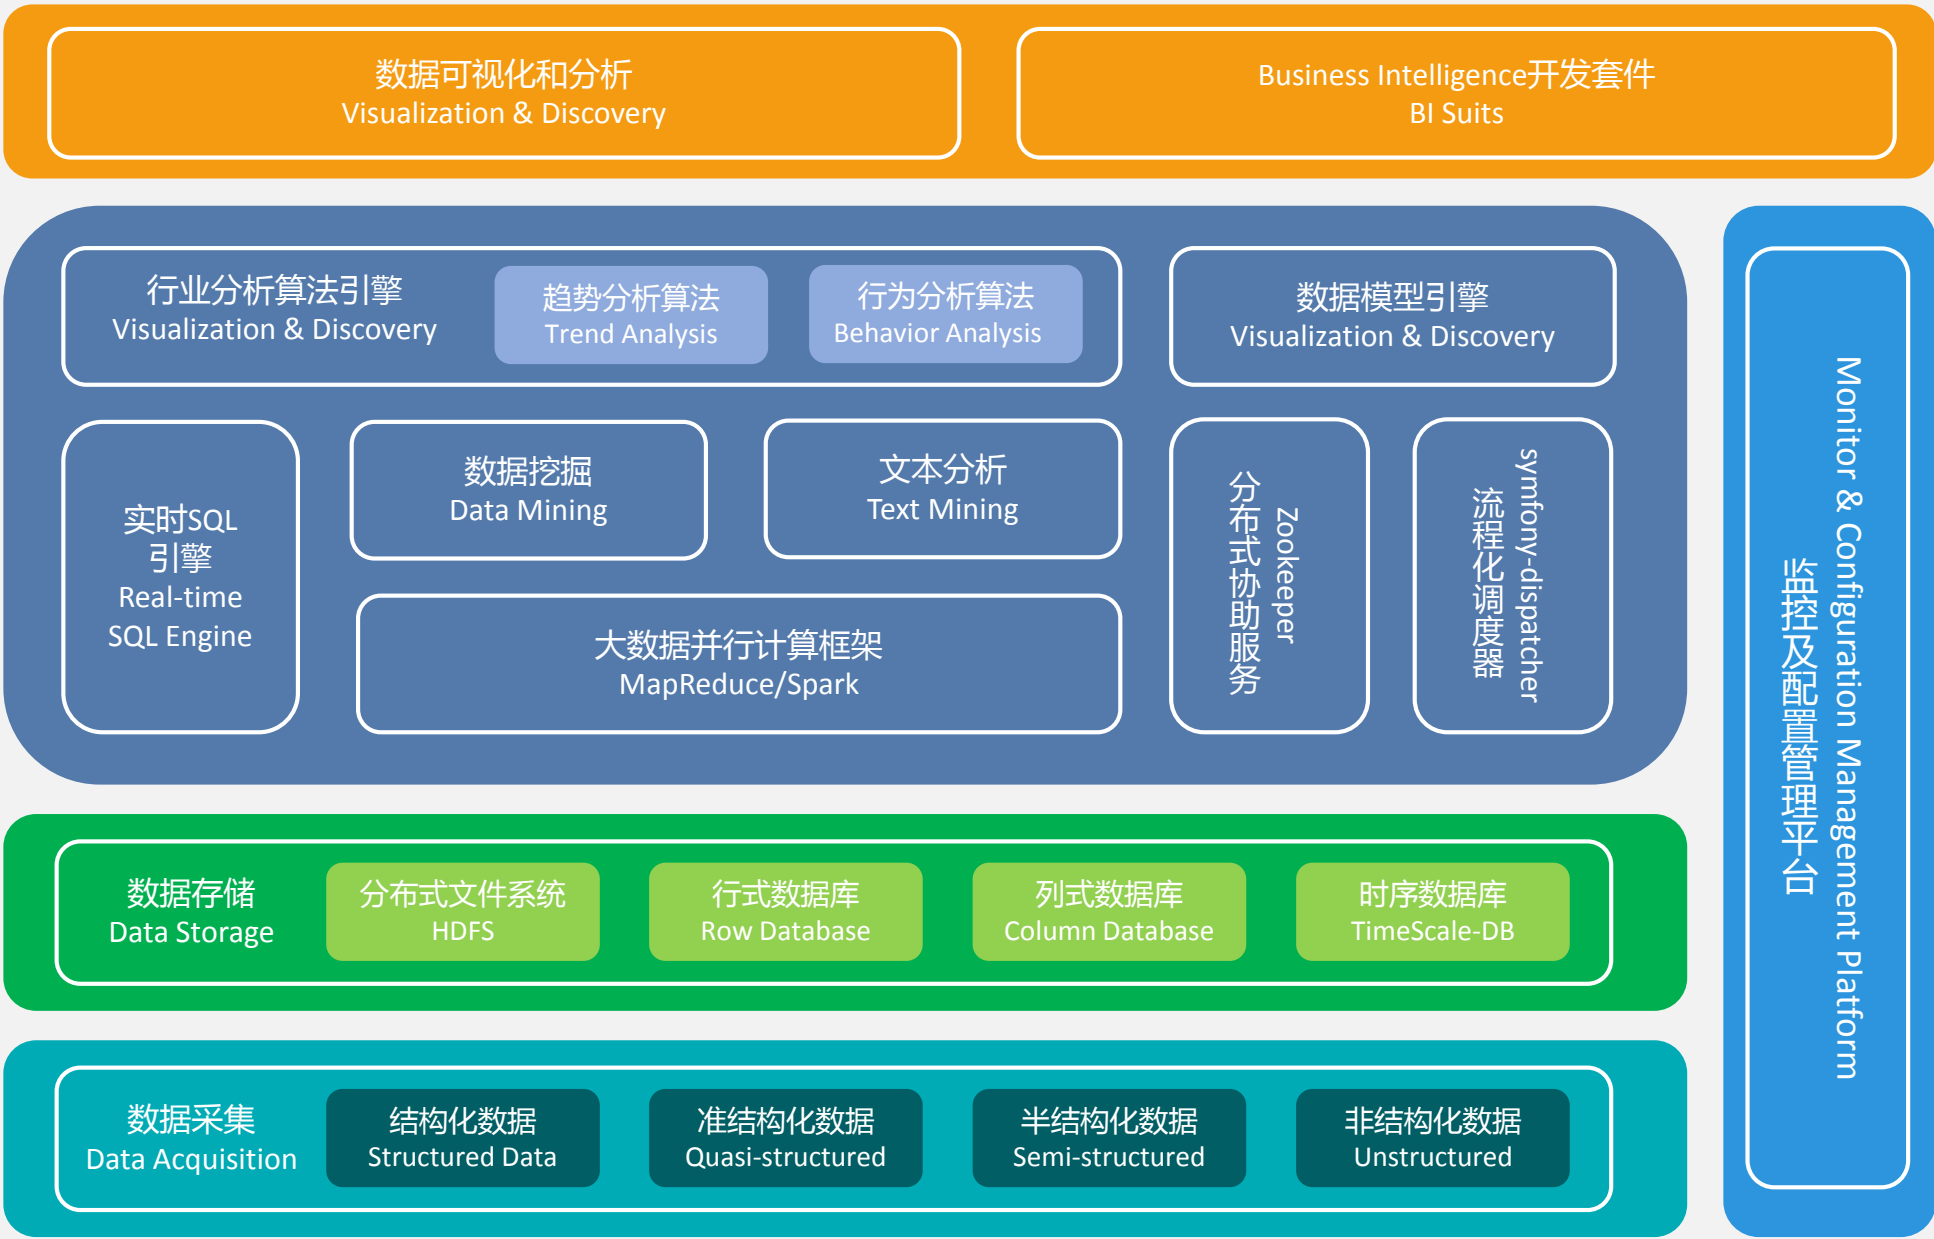 数据可视化和分析
Visualization & Discovery
Business Intelligence开发套件
BI Suits
行业分析算法引擎
Visualization & Discovery
趋势分析算法
Trend Analysis
行为分析算法
Behavior Analysis
数据模型引擎
Visualization & Discovery
实时SQL
引擎
Real-time
SQL Engine
数据挖掘
Data Mining
文本分析
Text Mining
大数据并行计算框架
MapReduce/Spark
Zookeeper
分布式协助服务
symfony-dispatcher
流程化调度器
Monitor & Configuration Management Platform
监控及配置管理平台
数据存储
Data Storage
分布式文件系统
HDFS
行式数据库
Row Database
列式数据库
Column Database
时序数据库
TimeScale-DB
数据采集
Data Acquisition
结构化数据
Structured Data
准结构化数据
Quasi-structured
半结构化数据
Semi-structured
非结构化数据
Unstructured